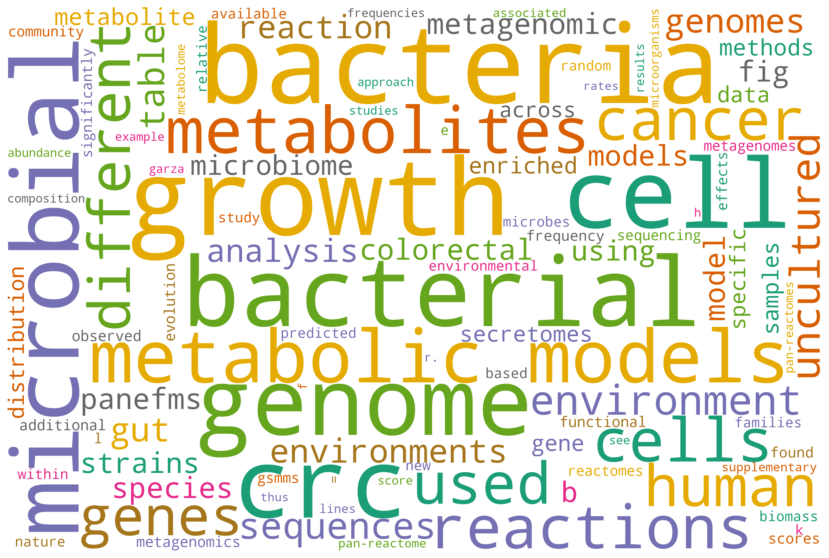 metabolite
available
frequencies
associated
community
reaction
metagenomic
genomes
microbial
significantly
different
table
metabolome
relative
bacteria
random
microorganisms
methods
results
fig
approach
studies
rates
data
example
across
e
cancer
metabolites
abundance
garza
microbiome
enriched
models
metagenomes
composition
growth
study
cell
effects
h
uncultured
microbes
frequency
sequencing
analysis
colorectal
using
environmental
model
specific
samples
pan-reactomes
distribution
evolution
bacterial
observed
predicted
secretomes
r.
based
metabolic
models
f
panefms
genome
environment
additional
l
gut
functional
families
environments
gene
cells
see
found
strains
within
species
crc
new
gsmms
score
used
reactomes
supplementary
b
human
thus
lines
=
nature
genes
metagenomics
sequences
pan-reactome
reactions
biomass
k
scores